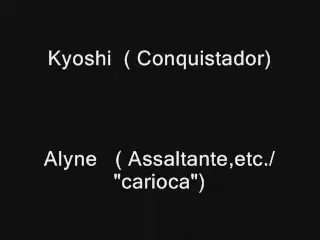 Kyoshi  ( Conquistador)
Alyne   ( Assaltante,etc./
"carioca")